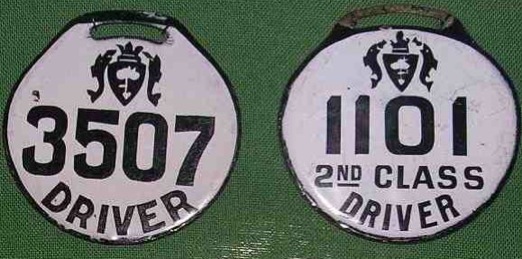 3507
DRIVER
1101
2ND CLASS
DRIVER